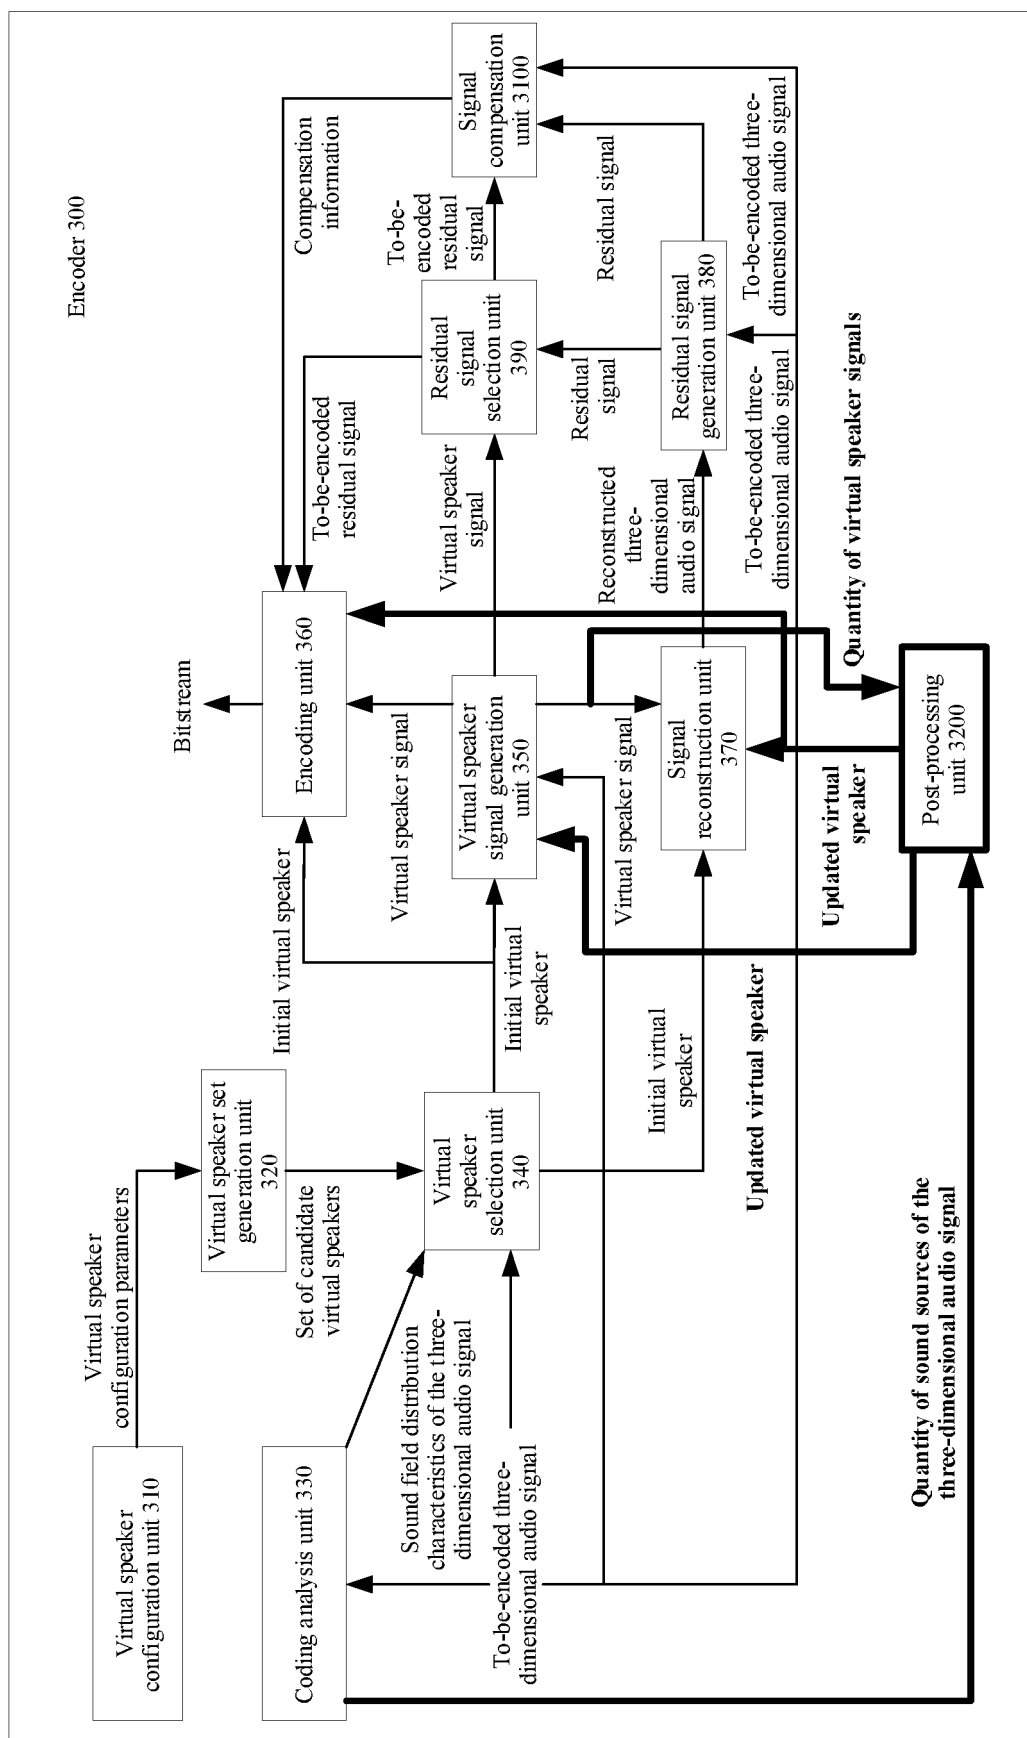 Encoder 300
Virtual speaker
configuration unit 310
Virtual speaker
configuration parameters
Virtual speaker set
generation unit
320
Set of candidate
virtual speakers
Coding analysis unit 330
Sound field distribution
characteristics of the three-
dimensional audio signal
To-be-encoded three-
dimensional audio signal
Virtual
speaker
selection unit
340
Initial virtual speaker
Initial virtual
speaker
Initial virtual
speaker
Bitstream
Encoding unit 360
Virtual speaker signal
Virtual speaker
signal generation
unit 350
Virtual speaker signal
Virtual speaker
signal
Signal
reconstruction unit
370
Reconstructed
three-
dimensional
audio signal
Compensation
information
To-be-encoded
residual signal
Residual
signal
selection unit
390
To-be-
encoded
residual
signal
Signal
compensation
unit 3100
Residual
signal
Residual signal
Residual signal
generation unit 380
To-be-encoded three-
dimensional audio signal
To-be-encoded three-
dimensional audio signal
Quantity of virtual speaker signals
Updated virtual
speaker
Updated virtual speaker
Post-processing
unit 3200
Quantity of sound sources of the
three-dimensional audio signal